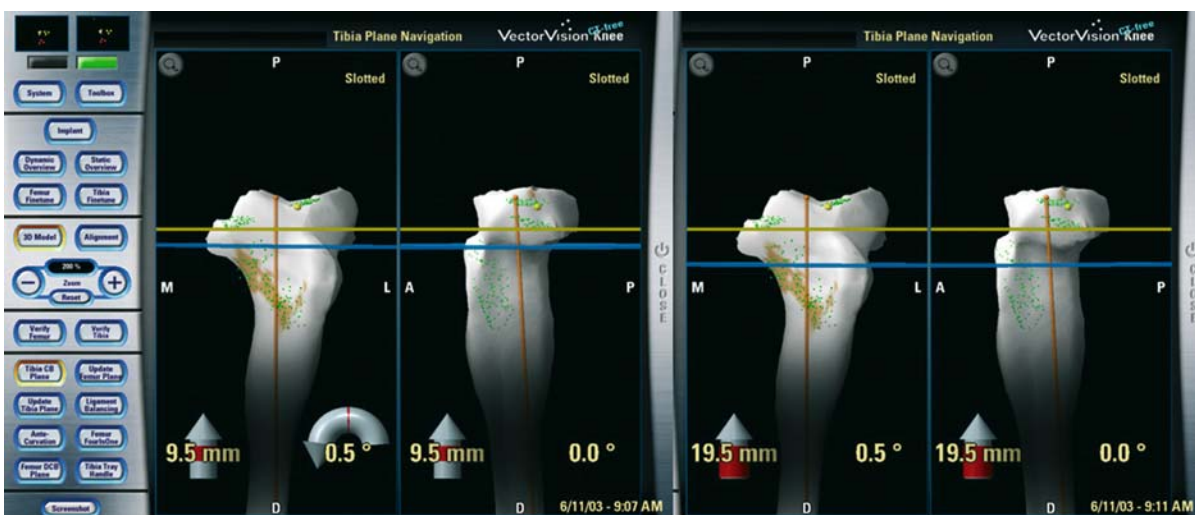 System
Toolbox
Implant
Dynamic Overview
Static Overview
Femur Finetune
Tibia Finetune
3D Model
Alignment
200 %
Zoom
Reset
Verify Femur
Verify Tibia
Tibia CB Plane
Update Femur Plane
Update Tibia Plane
Ligament Balancing
Ante-Curvation
Femur FourInOne
Femur DCB Plane
Tibia Tray Handle
Screenshot
Tibia Plane Navigation
VectorVision CT-free Knee
P
Slotted
M
L
9.5 mm
0.5 °
D
P
Slotted
A
P
9.5 mm
0.0 °
D
6/11/03 - 9:07 AM
CLOSE
Tibia Plane Navigation
VectorVision CT-free Knee
P
Slotted
M
L
19.5 mm
0.5 °
D
P
Slotted
A
P
19.5 mm
0.0 °
D
6/11/03 - 9:11 AM
CLOSE